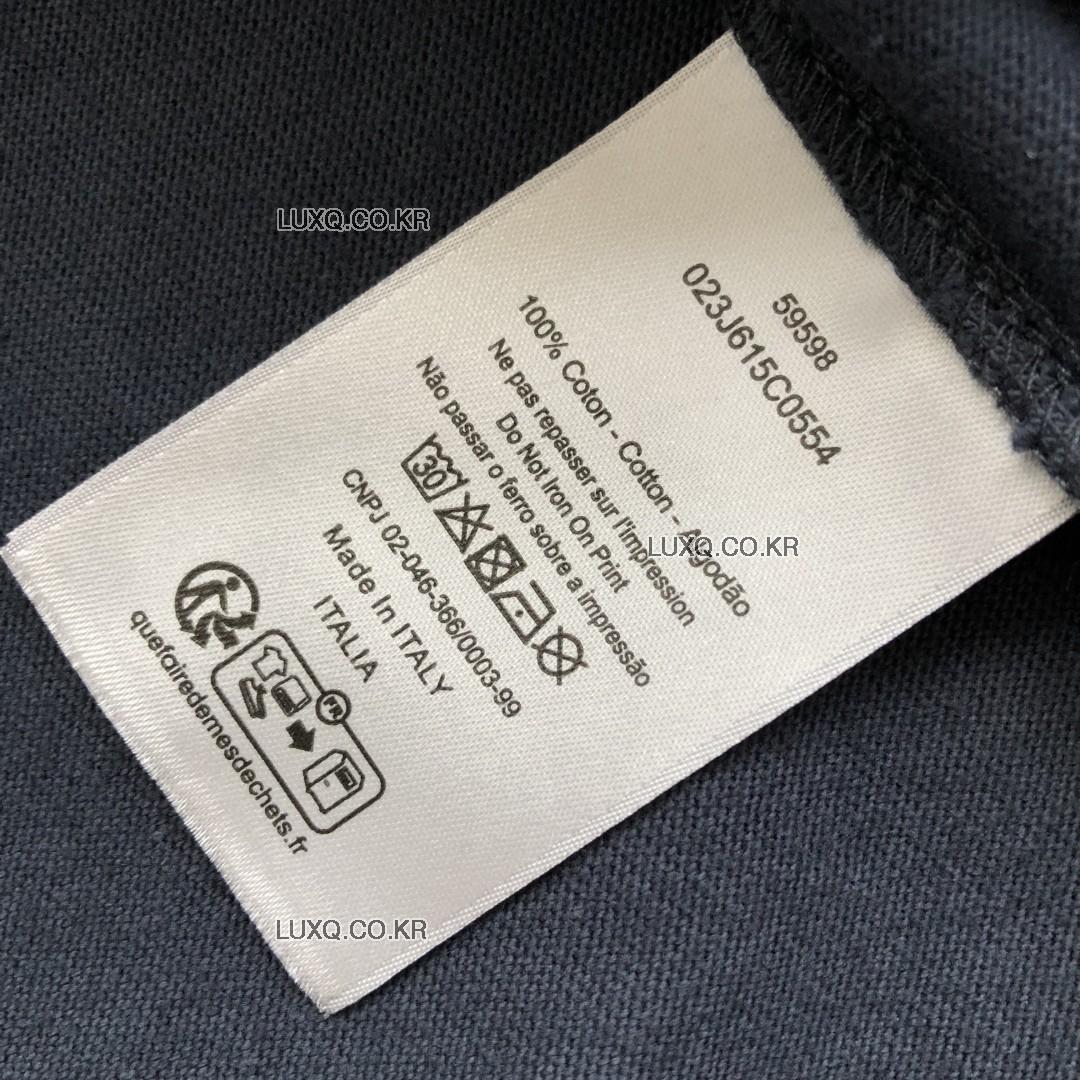 LUXQ.CO.KR
59598
023J615C0554
100% Coton - Cotton - Algodão
Ne pas repasser sur l'impression
Do Not Iron On Print
Não passar o ferro sobre a impressão
30
CNPJ 02-046-366/0003-99
Made In ITALY
ITALIA
FR
quefairedemesdechets.fr
LUXQ.CO.KR
LUXQ.CO.KR